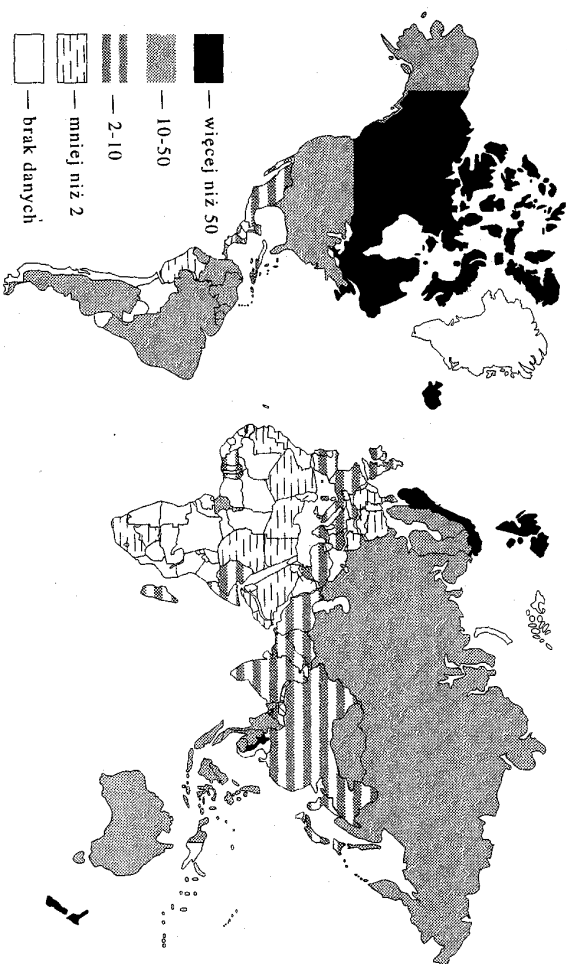 — więcej niż 50
— 10-50
— 2-10
— mniej niż 2
— brak danych